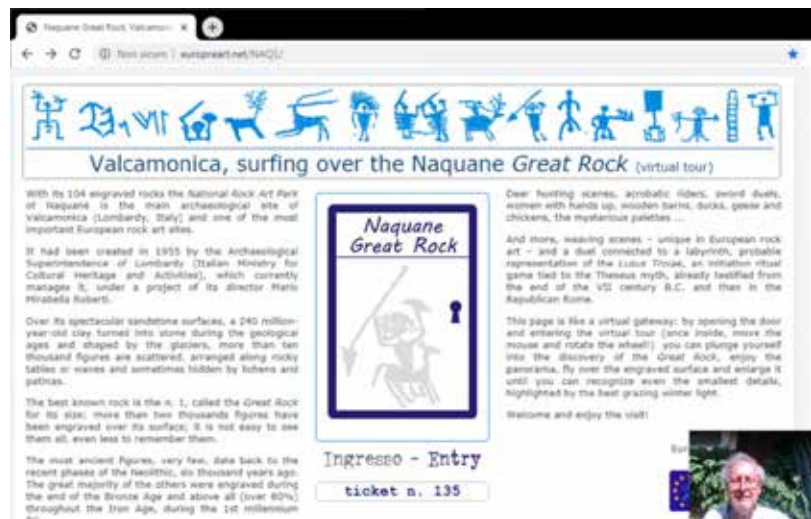 Naquane Great Rock, Valcamon
Non sicuro | europreart.net/NAQ1/
Valcamonica, surfing over the Naquane Great Rock (virtual tour)
With its 104 engraved rocks the National Rock Art Park
of Naquane is the main archaeological site of
Valcamonica (Lombardy, Italy) and one of the most
important European rock art sites.
It had been created in 1955 by the Archaeological
Superintendence of Lombardy (Italian Ministry for
Cultural Heritage and Activities), which currently
manages it, under a project of its director Mario
Mirabella Roberti.
Over its spectacular sandstone surfaces, a 240 million-
year-old clay turned into stone during the geological
ages and shaped by the glaciers, more than ten
thousand figures are scattered, arranged along rocky
tables or waves and sometimes hidden by lichens and
patinas.
The best known rock is the n. 1, called the Great Rock
for its size; more than two thousands figures have
been engraved over its surface; it is not easy to see
them all, even less to remember them.
The most ancient figures, very few, date back to the
recent phases of the Neolithic, six thousand years ago.
The great majority of the others were engraved during
the end of the Bronze Age and above all (over 80%)
throughout the Iron Age, during the 1st millennium
Naquane
Great Rock
Ingresso - Entry
ticket n. 135
Deer hunting scenes, acrobatic riders, sword duels,
women with hands up, wooden barns, ducks, geese and
chickens, the mysterious palettes ...
And more, weaving scenes - unique in European rock
art - and a duel connected to a labyrinth, probable
representation of the Lusus Troiae, an initiation ritual
game tied to the Theseus myth, already testified from
the end of the VII century B.C. and then in the
Republican Rome.
This page is like a virtual gateway: by opening the door
and entering the virtual tour (once inside, move the
mouse and rotate the wheel!) you can plunge yourself
into the discovery of the Great Rock, enjoy the
panorama, fly over the engraved surface and enlarge it
until you can recognize even the smallest details,
highlighted by the best grazing winter light.
Welcome and enjoy the visit!